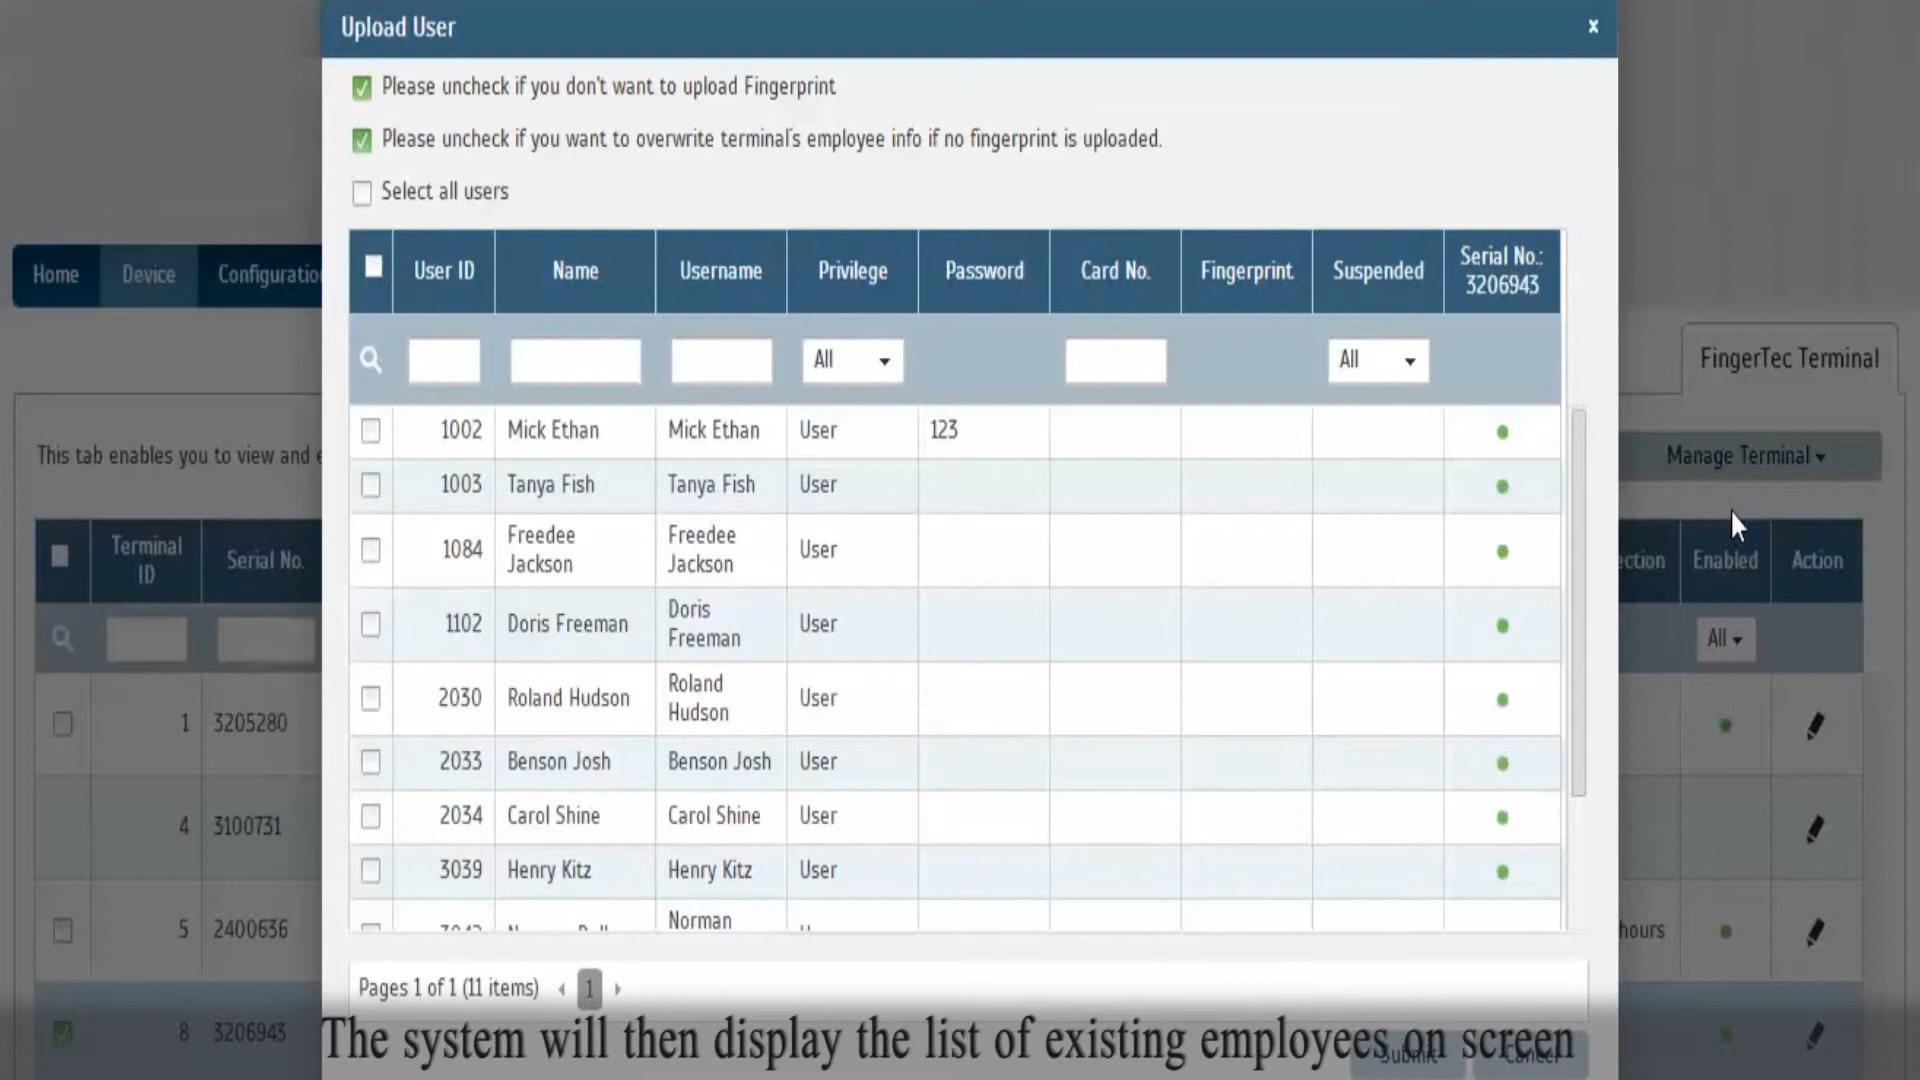 Upload User
x
Please uncheck if you don't want to upload Fingerprint
Please uncheck if you want to overwrite terminal's employee info if no fingerprint is uploaded.
Select all users
User ID Name Username Privilege Password Card No. Fingerprint Suspended Serial No.: 3206943
All All
1002 Mick Ethan Mick Ethan User 123
1003 Tanya Fish Tanya Fish User
1084 Freedee Jackson Freedee Jackson User
1102 Doris Freeman Doris Freeman User
2030 Roland Hudson Roland Hudson User
2033 Benson Josh Benson Josh User
2034 Carol Shine Carol Shine User
3039 Henry Kitz Henry Kitz User
Norman
Pages 1 of 1 (11 items) 1
Submit Cancel
Home Device Configuratio
FingerTec Terminal
This tab enables you to view and e
Manage Terminal
Terminal ID Serial No. ection Enabled Action
All
1 3205280
4 3100731
5 2400636 hours
8 3206943
The system will then display the list of existing employees on screen